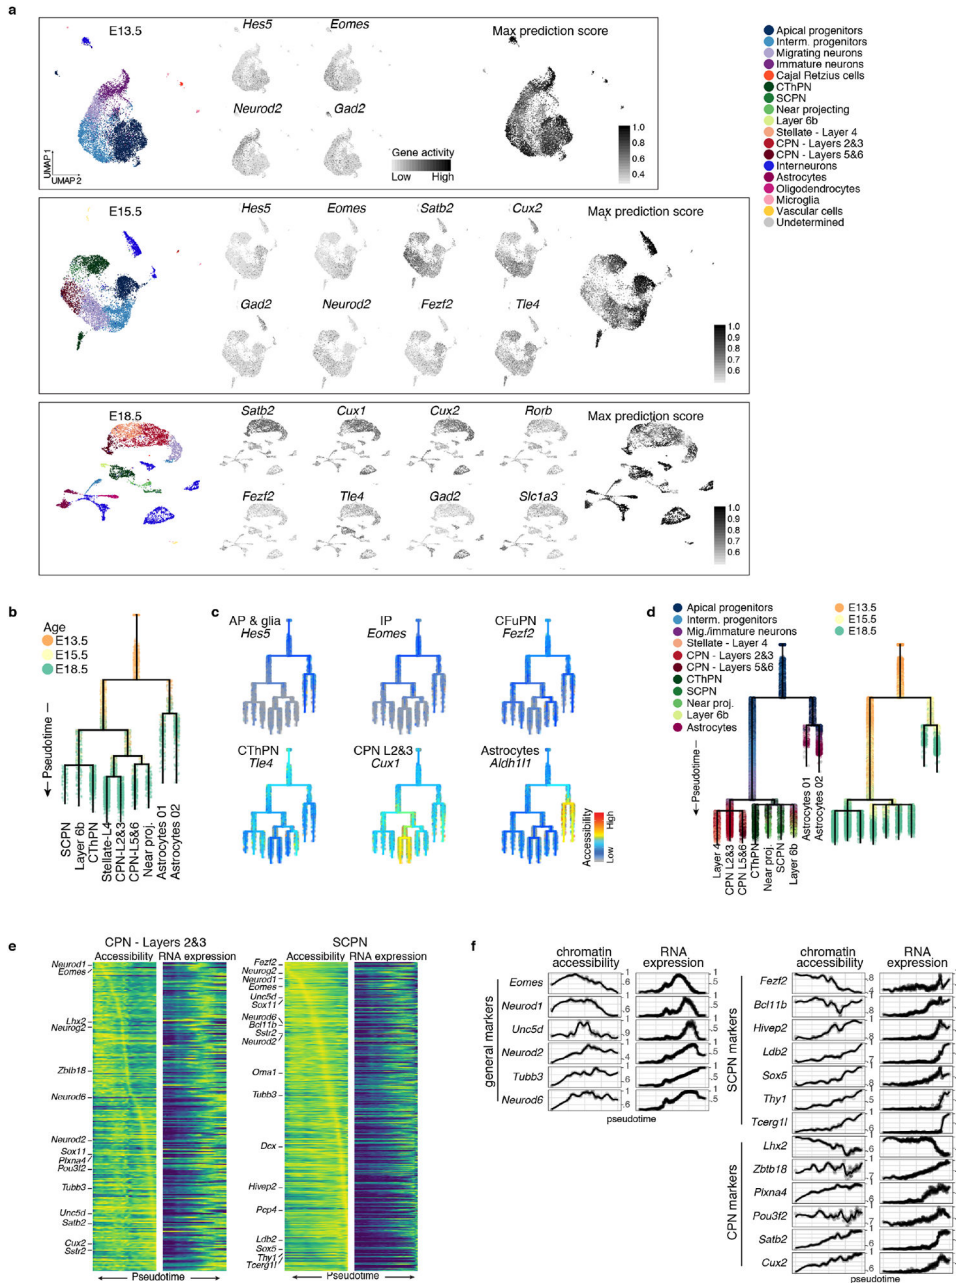 a
E13.5
Hes5
Eomes
Neurod2
Gad2
Gene activity
Low
High
Max prediction score
1.0
0.8
0.6
0.4
UMAP1
UMAP2
Apical progenitors
Interm. progenitors
Migrating neurons
Immature neurons
Cajal Retzius cells
CThPN
SCPN
Near projecting
Layer 6b
Stellate - Layer 4
CPN - Layers 2&3
CPN - Layers 5&6
Interneurons
Astrocytes
Oligodendrocytes
Microglia
Vascular cells
Undetermined
E15.5
Hes5
Eomes
Satb2
Cux2
Gad2
Neurod2
Fezf2
Tle4
Max prediction score
1.0
0.9
0.8
0.7
0.6
E18.5
Satb2
Cux1
Cux2
Rorb
Fezf2
Tle4
Gad2
Slc1a3
Max prediction score
1.0
0.9
0.8
0.7
0.6
b
Age
E13.5
E15.5
E18.5
Pseudotime
SCPN
Layer 6b
CThPN
Stellate-L4
CPN-L2&3
CPN-L5&6
Near proj.
Astrocytes 01
Astrocytes 02
c
AP & glia
Hes5
IP
Eomes
CFuPN
Fezf2
CThPN
Tle4
CPN L2&3
Cux1
Astrocytes
Aldh1l1
Accessibility
Low
High
d
Apical progenitors
Interm. progenitors
Mig./immature neurons
Stellate - Layer 4
CPN - Layers 2&3
CPN - Layers 5&6
CThPN
SCPN
Near proj.
Layer 6b
Astrocytes
E13.5
E15.5
E18.5
Pseudotime
Layer 4
CPN L2&3
CPN L5&6
CThPN
Near proj.
SCPN
Layer 6b
Astrocytes 01
Astrocytes 02
e
CPN - Layers 2&3
Accessibility
RNA expression
Neurod1
Eomes
Lhx2
Neurog2
Zbtb18
Neurod6
Neurod2
Sox11
Plxna4
Pou3f2
Tubb3
Unc5d
Satb2
Cux2
Sstr2
Pseudotime
SCPN
Accessibility
RNA expression
Fezf2
Neurog2
Neurod1
Eomes
Unc5d
Sox11
Neurod6
Bcl11b
Sstr2
Neurod2
Oma1
Tubb3
Dcx
Hivep2
Pcp4
Ldb2
Sox5
Thy1
Tcerg1l
Pseudotime
f
chromatin
accessibility
RNA
expression
general markers
Eomes
Neurod1
Unc5d
Neurod2
Tubb3
Neurod6
pseudotime
chromatin
accessibility
RNA
expression
SCPN markers
Fezf2
Bcl11b
Hivep2
Ldb2
Sox5
Thy1
Tcerg1l
CPN markers
Lhx2
Zbtb18
Plxna4
Pou3f2
Satb2
Cux2
pseudotime